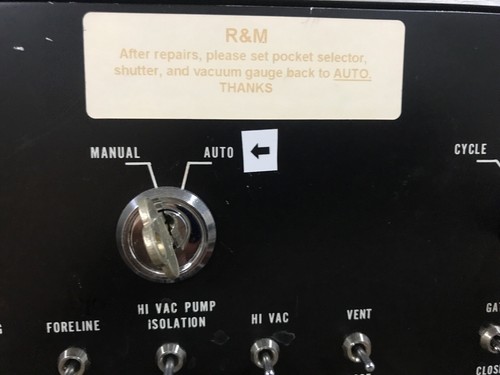 R&M
After repairs, please set pocket selector,
shutter, and vacuum gauge back to AUTO.
THANKS
MANUAL AUTO CYCLE
HI VAC PUMP
ISOLATION
FORELINE HI VAC VENT